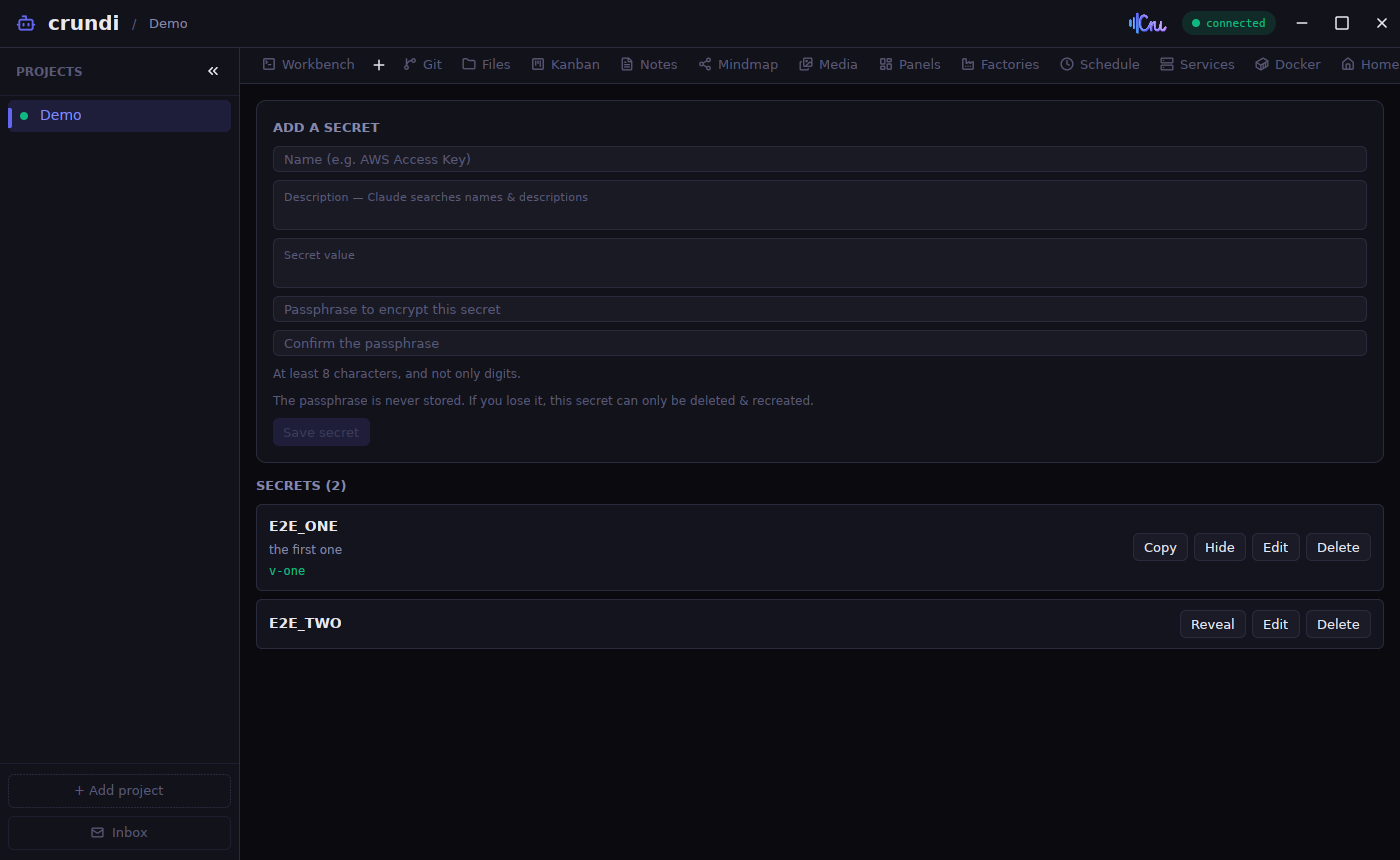 crundi / Demo
Cru
connected
PROJECTS
Workbench + Git Files Kanban Notes Mindmap Media Panels Factories Schedule Services Docker Home
Demo
ADD A SECRET
Name (e.g. AWS Access Key)
Description — Claude searches names & descriptions
Secret value
Passphrase to encrypt this secret
Confirm the passphrase
At least 8 characters, and not only digits.
The passphrase is never stored. If you lose it, this secret can only be deleted & recreated.
Save secret
SECRETS (2)
E2E_ONE
the first one
v-one
Copy Hide Edit Delete
E2E_TWO
Reveal Edit Delete
+ Add project
Inbox